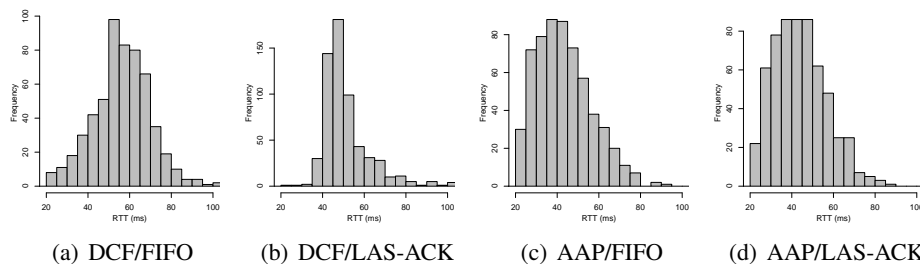 Frequency
0 20 40 60 80 100
20 40 60 80 100
RTT (ms)
(a) DCF/FIFO
Frequency
0 50 100 150
20 40 60 80 100
RTT (ms)
(b) DCF/LAS-ACK
Frequency
0 20 40 60 80
20 40 60 80 100
RTT (ms)
(c) AAP/FIFO
Frequency
0 20 40 60 80
20 40 60 80 100
RTT (ms)
(d) AAP/LAS-ACK